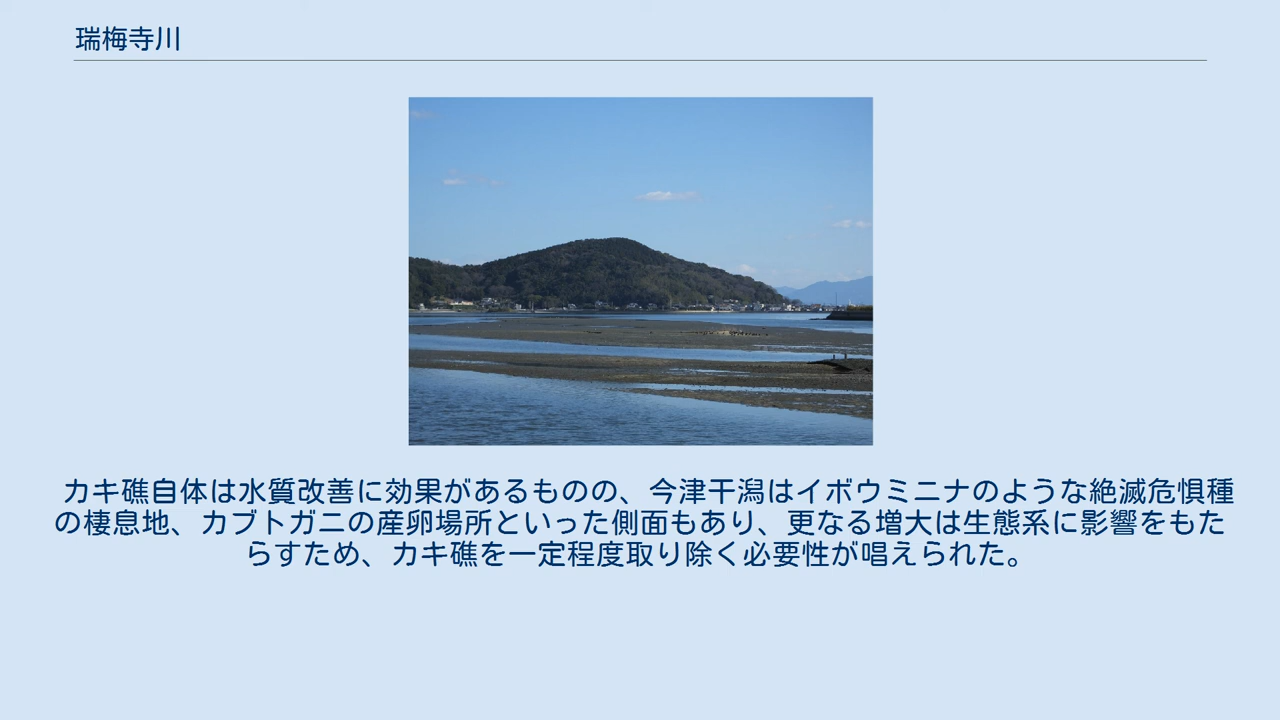 瑞梅寺川
カキ礁自体は水質改善に効果があるものの、今津干潟はイボウミニナのような絶滅危惧種
の棲息地、カブトガニの産卵場所といった側面もあり、更なる増大は生態系に影響をもた
らすため、カキ礁を一定程度取り除く必要性が唱えられた。